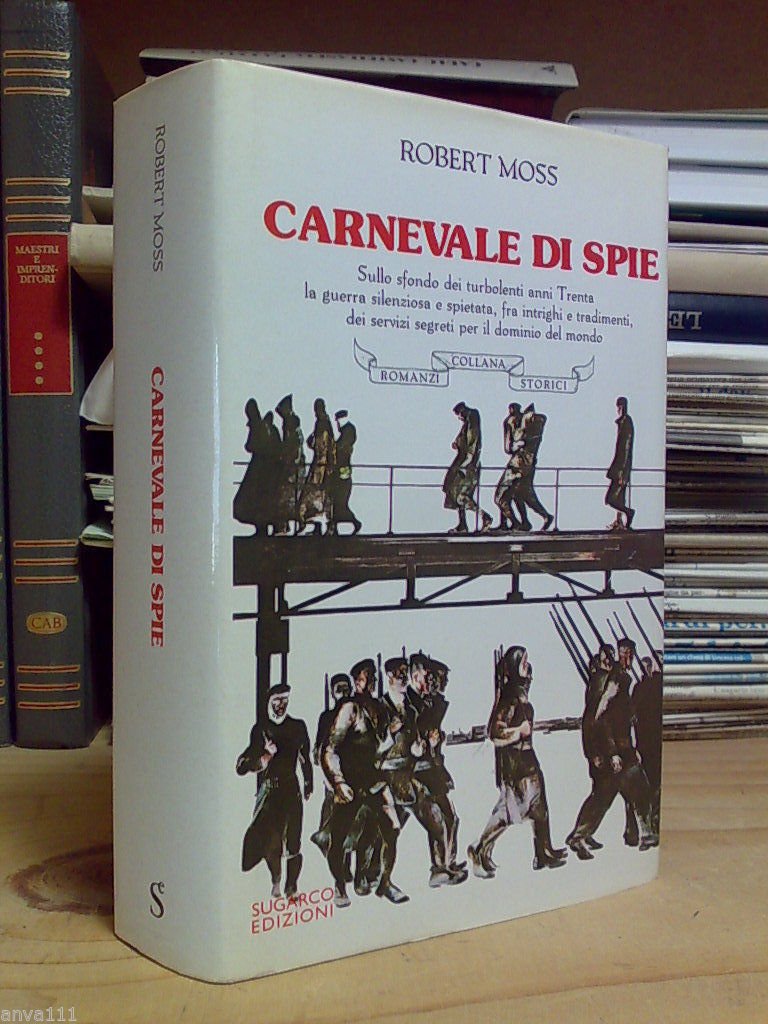 ROBERT MOSS
CARNEVALE DI SPIE
Sullo sfondo dei turbolenti anni Trenta
la guerra silenziosa e spietata, fra intrighi e tradimenti,
dei servizi segreti per il dominio del mondo
COLLANA
ROMANZI STORICI
SUGARCO
EDIZIONI
ROBERT MOSS
CARNEVALE DI SPIE
MAESTRI
E
IMPREN-
DITORI
CAB
anva111